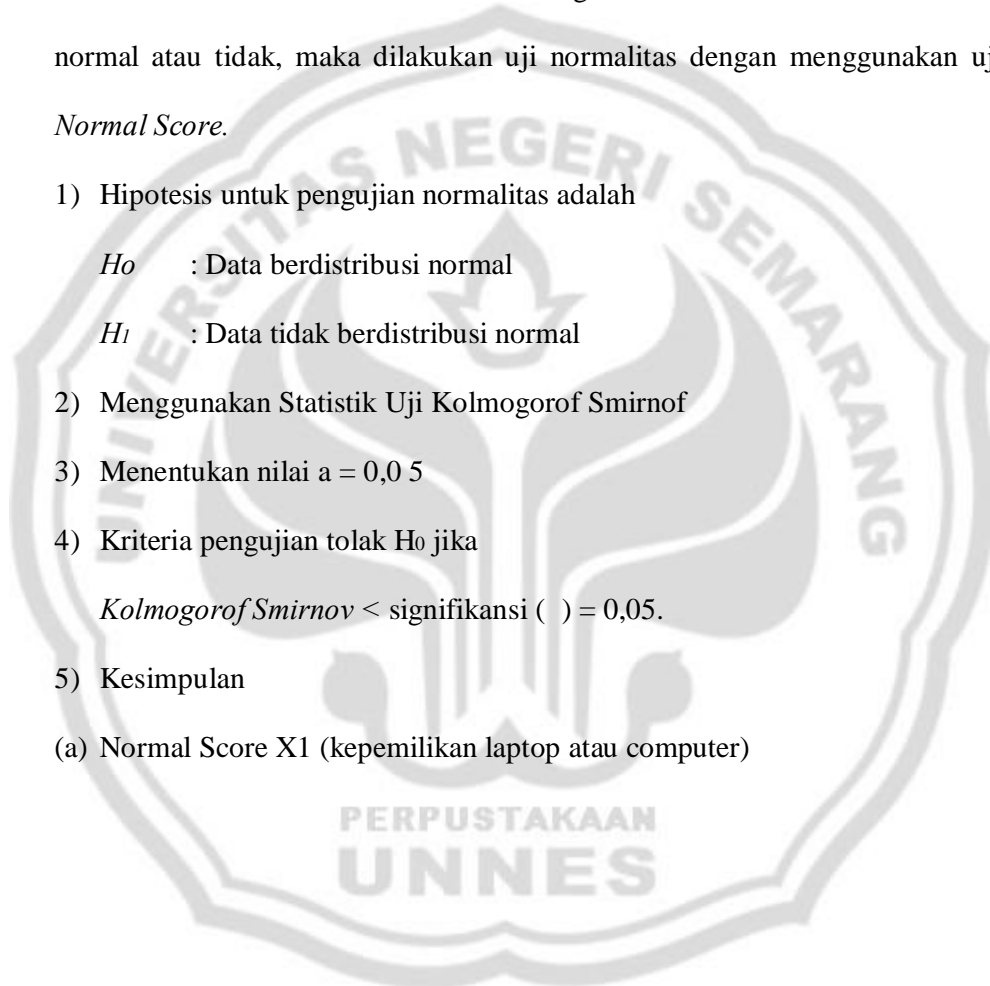 normal atau tidak, maka dilakukan uji normalitas dengan menggunakan uj
Normal Score.
1) Hipotesis untuk pengujian normalitas adalah
Ho : Data berdistribusi normal
H1 : Data tidak berdistribusi normal
2) Menggunakan Statistik Uji Kolmogorof Smirnof
3) Menentukan nilai a = 0,0 5
4) Kriteria pengujian tolak H0 jika
Kolmogorof Smirnov < signifikansi ( ) = 0,05.
5) Kesimpulan
(a) Normal Score X1 (kepemilikan laptop atau computer)
UNIVERSITAS NEGERI SEMARANG
PERPUSTAKAAN
UNNES